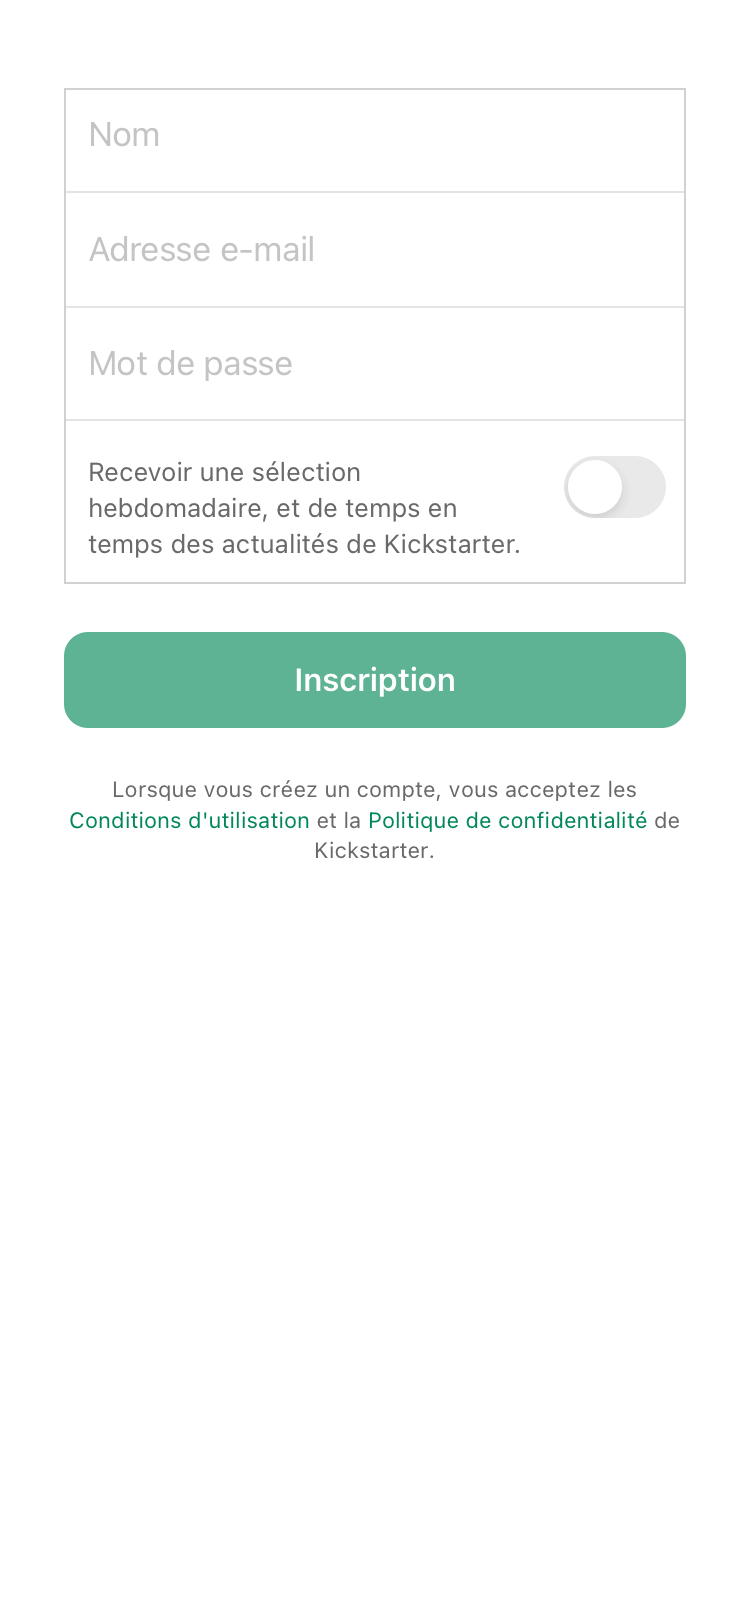 Nom
Adresse e-mail
Mot de passe
Recevoir une sélection
hebdomadaire, et de temps en
temps des actualités de Kickstarter.
Inscription
Lorsque vous créez un compte, vous acceptez les
Conditions d'utilisation et la Politique de confidentialité de
Kickstarter.